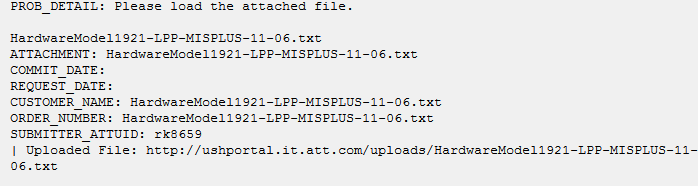 PROB_DETAIL: Please load the attached file.
HardwareModel1921-LPP-MISPLUS-11-06.txt
ATTACHMENT: HardwareModel1921-LPP-MISPLUS-11-06.txt
COMMIT_DATE:
REQUEST_DATE:
CUSTOMER_NAME: HardwareModel1921-LPP-MISPLUS-11-06.txt
ORDER_NUMBER: HardwareModel1921-LPP-MISPLUS-11-06.txt
SUBMITTER_ATTUID: rk8659
| Uploaded File: http://ushportal.it.att.com/uploads/HardwareModel1921-LPP-MISPLUS-11-
06.txt